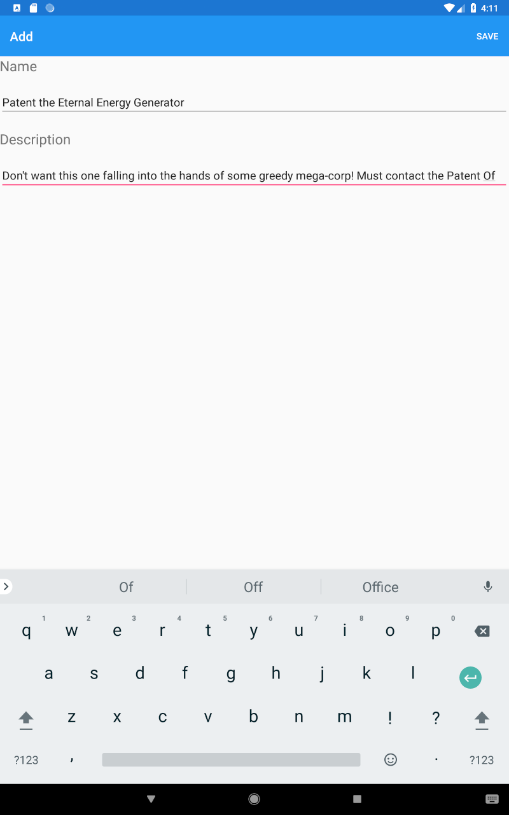 4:11
Add
SAVE
Name
Patent the Eternal Energy Generator
Description
Don't want this one falling into the hands of some greedy mega-corp! Must contact the Patent Of
Of Off Office
1 2 3 4 5 6 7 8 9 0
q w e r t y u i o p
a s d f g h j k l
z x c v b n m ! ?
?123 , . ?123